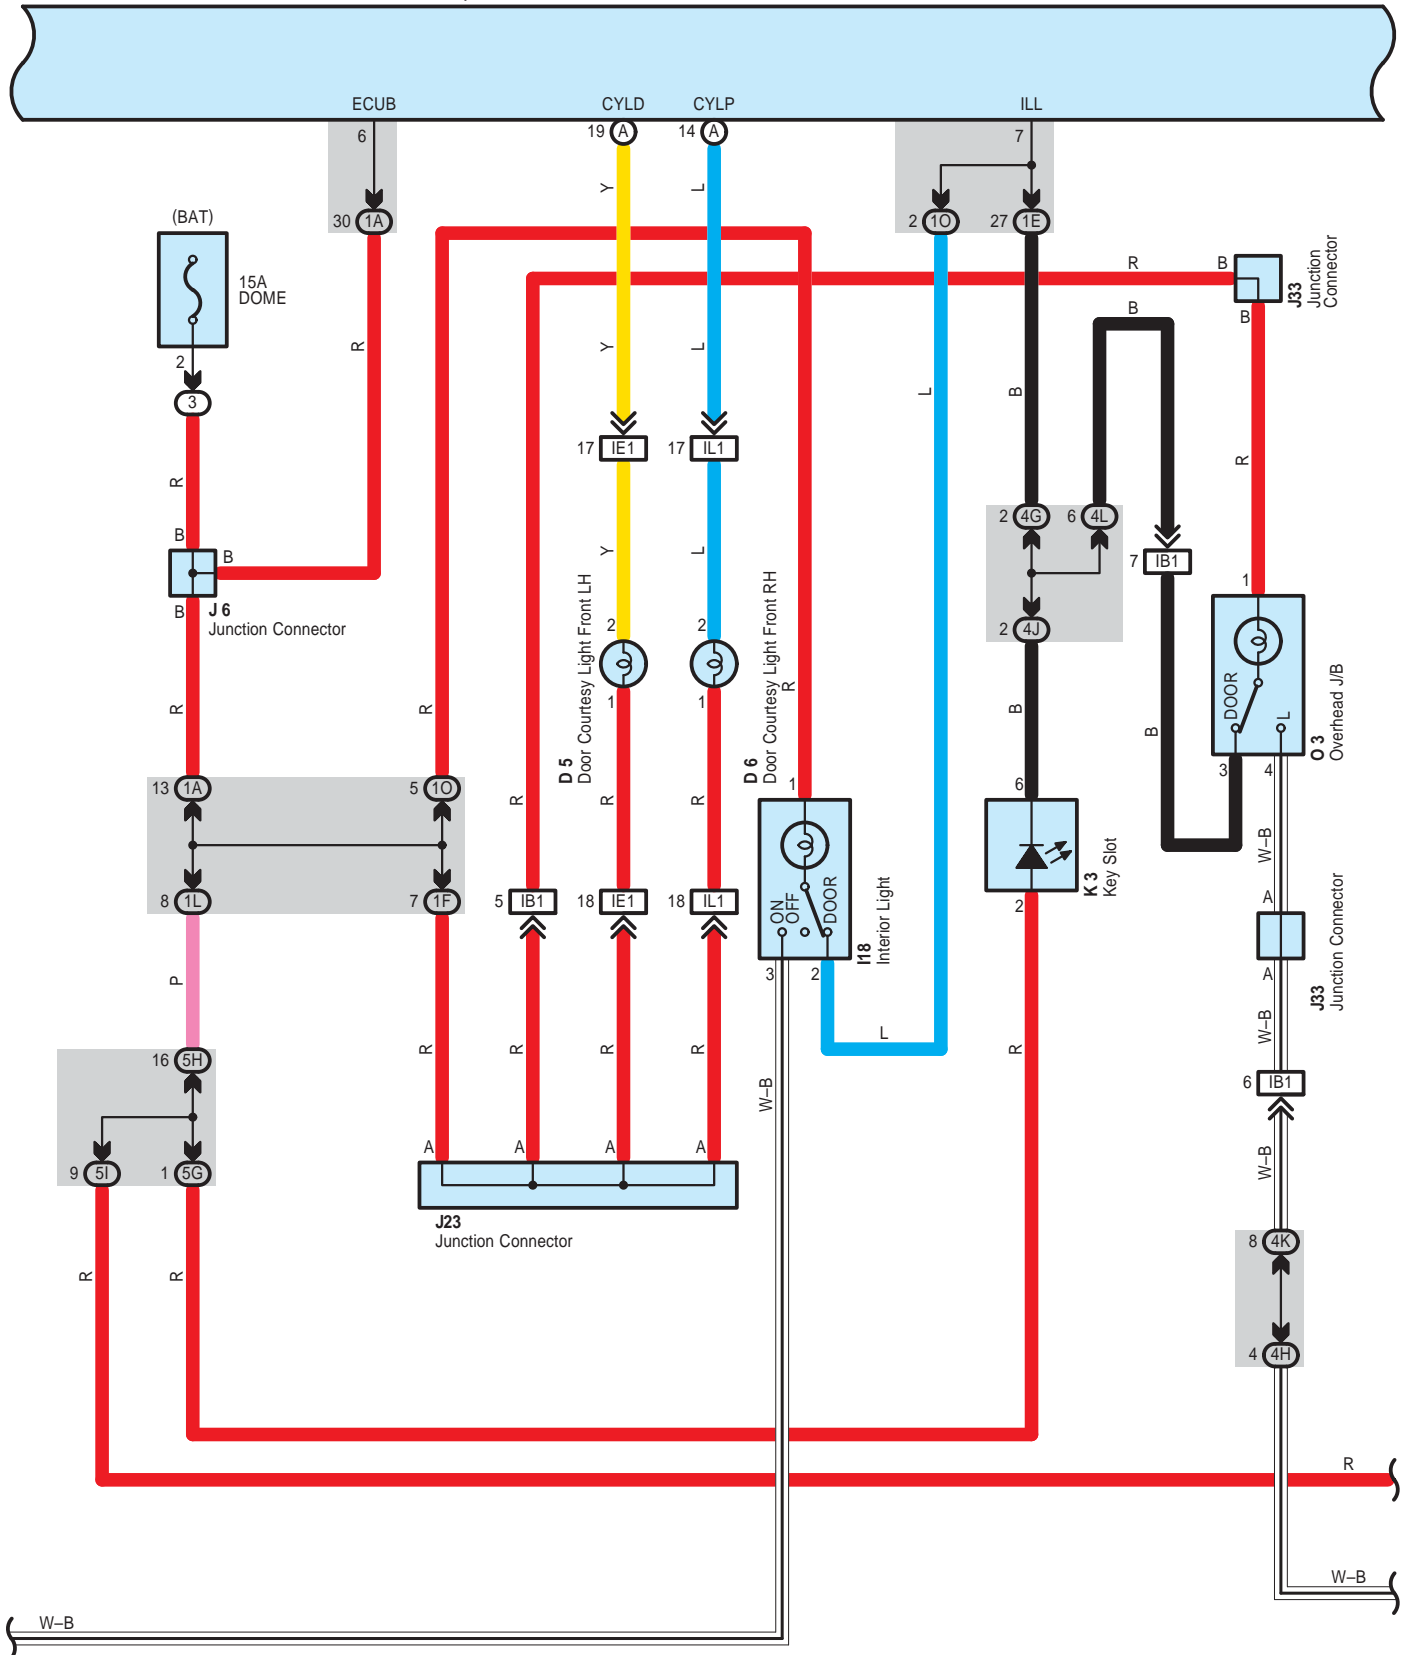 ECUB
CYLD
CYLP
ILL
6
19 A
14 A
7
Y
L
(BAT)
30 1A
2 1O
27 1E
15A
DOME
R
B
J33
Junction
Connector
B
B
R
Y
L
2
3
L
B
R
17 IE1
17 IL1
R
2 4G
6 4L
B
B
Y
L
7 IB1
J 6
Junction Connector
B
2
2
2 4J
1
D 5
Door Courtesy Light Front LH
D 6
Door Courtesy Light Front RH
R
1
1
R
R
B
B
DOOR
L
O 3
Overhead J/B
3
4
13 1A
5 1O
R
R
R
1
6
W–B
K 3
Key Slot
8 1L
7 1F
5 IB1
18 IE1
18 IL1
ON
OFF
DOOR
I18
Interior Light
2
A
3
2
A
J33
Junction Connector
P
L
R
R
R
R
R
W–B
16 5H
W–B
6 IB1
A
A
A
A
W–B
9 5I
1 5G
J23
Junction Connector
8 4K
R
R
4 4H
R
W–B
W–B